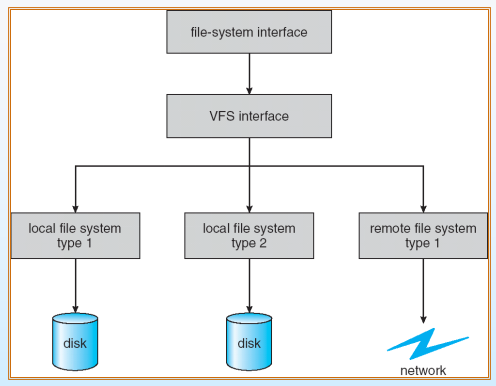 file-system interface
VFS interface
local file system
type 1
local file system
type 2
remote file system
type 1
disk
disk
network